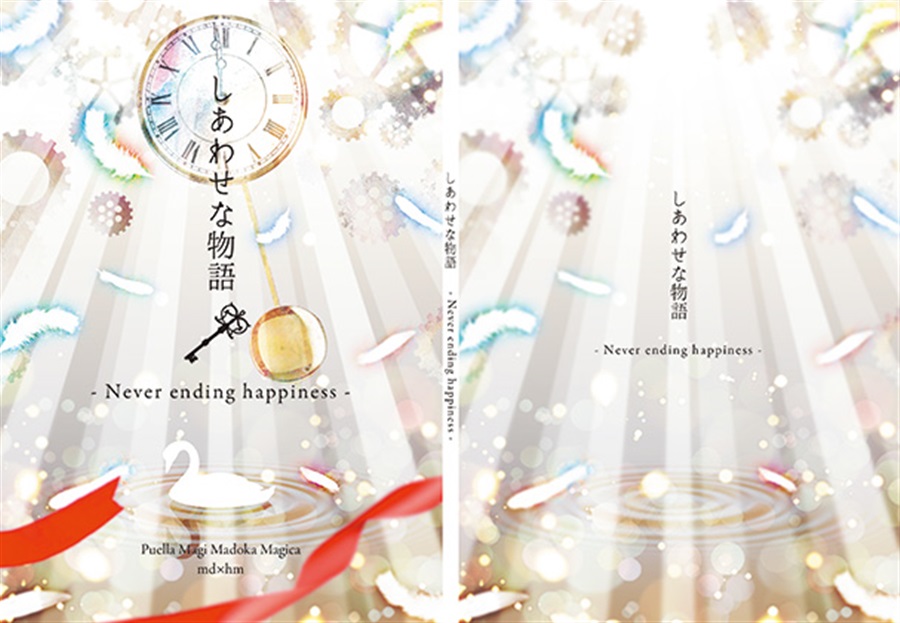 しあわせな物語
- Never ending happiness -
Puella Magi Madoka Magica
md×hm
しあわせな物語
- Never ending happiness -
しあわせな物語
- Never ending happiness -